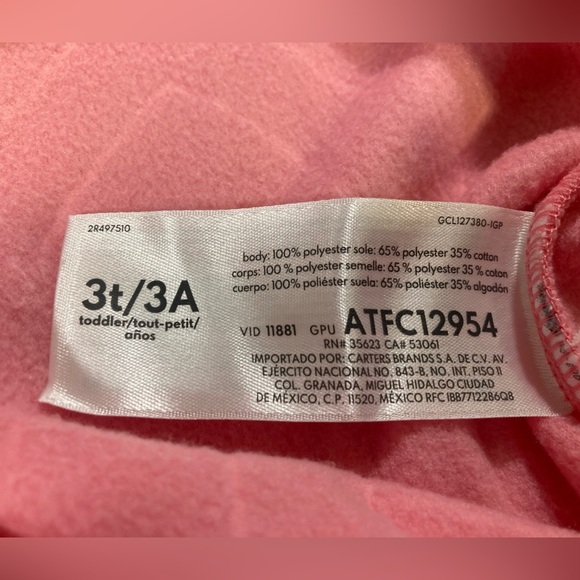 2R497510
GCL127380-IGP
3t/3A
toddler/tout-petit/
años
body: 100% polyester sole: 65% polyester 35% cotton
corps: 100% polyester semelle: 65% polyester 35 % coton
cuerpo: 100% poliéster suela: 65% poliéster 35% algodón
VID 11881 GPU ATFC12954
RN# 35623 CA# 53061
IMPORTADO POR: CARTERS BRANDS S.A. DE C.V. AV.
EJÉRCITO NACIONAL NO. 843-B, NO. INT. PISO II
COL. GRANADA, MIGUEL HIDALGO CIUDAD
DE MÉXICO, C.P. 11520, MÉXICO RFC IBB7712286Q8